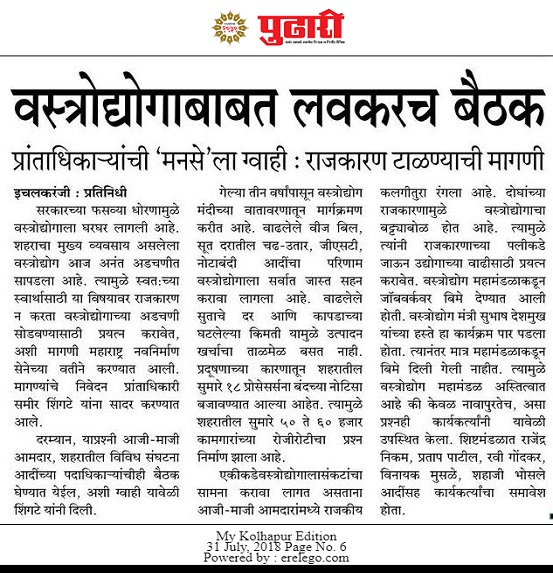 पुढारी
वस्त्रोद्योगाबाबत लवकरच बैठक
प्रांताधिकाऱ्यांची ‘मनसे’ला ग्वाही : राजकारण टाळण्याची मागणी
इचलकरंजी : प्रतिनिधी
सरकारच्या फसव्या धोरणामुळे
वस्त्रोद्योगाला घरघर लागली आहे.
शहराचा मुख्य व्यवसाय असलेला
वस्त्रोद्योग आज अनंत अडचणीत
सापडला आहे. त्यामुळे स्वतःच्या
स्वार्थासाठी या विषयावर राजकारण
न करता वस्त्रोद्योगाच्या अडचणी
सोडवण्यासाठी प्रयत्न करावेत,
अशी मागणी महाराष्ट्र नवनिर्माण
सेनेच्या वतीने करण्यात आली.
मागण्यांचे निवेदन प्रांताधिकारी
समीर शिंगटे यांना सादर करण्यात
आले.
दरम्यान, याप्रश्नी आजी-माजी
आमदार, शहरातील विविध संघटना
आदींच्या पदाधिकाऱ्यांचीही बैठक
घेण्यात येईल, अशी ग्वाही यावेळी
शिंगटे यांनी दिली.
गेल्या तीन वर्षांपासून वस्त्रोद्योग
मंदीच्या वातावरणातून मार्गक्रमण
करीत आहे. वाढलेले वीज बिल,
सूत दरातील चढ-उतार, जीएसटी,
नोटाबंदी आदींचा परिणाम
वस्त्रोद्योगाला सर्वात जास्त सहन
करावा लागला आहे. वाढलेले
सुताचे दर आणि कापडाच्या
घटलेल्या किमती यामुळे उत्पादन
खर्चाचा ताळमेळ बसत नाही.
प्रदूषणाच्या कारणातून शहरातील
सुमारे १८ प्रोसेसर्सना बंदच्या नोटिसा
बजावण्यात आल्या आहेत. त्यामुळे
शहरातील सुमारे ५० ते ६० हजार
कामगारांच्या रोजीरोटीचा प्रश्न
निर्माण झाला आहे.
एकीकडेवस्त्रोद्योगालासंकटांचा
सामना करावा लागत असताना
आजी-माजी आमदारांमध्ये राजकीय
कलगीतुरा रंगला आहे. दोघांच्या
राजकारणामुळे वस्त्रोद्योगाचा
बट्ट्याबोळ होत आहे. त्यामुळे
त्यांनी राजकारणाच्या पलीकडे
जाऊन उद्योगाच्या वाढीसाठी प्रयत्न
करावेत. वस्त्रोद्योग महामंडळाकडून
जॉबवर्कवर बिमे देण्यात आली
होती. वस्त्रोद्योग मंत्री सुभाष देशमुख
यांच्या हस्ते हा कार्यक्रम पार पडला
होता. त्यानंतर मात्र महामंडळाकडून
बिमे दिली गेली नाहीत. त्यामुळे
वस्त्रोद्योग महामंडळ अस्तित्वात
आहे की केवळ नावापुरतेच, असा
प्रश्नही कार्यकर्त्यांनी यावेळी
उपस्थित केला. शिष्टमंडळात राजेंद्र
निकम, प्रताप पाटील, रवी गोंदकर,
विनायक मुसळे, शहाजी भोसले
आदींसह कार्यकर्त्यांचा समावेश
होता.
My Kolhapur Edition
31 July, 2018 Page No. 6
Powered by : erelego.com